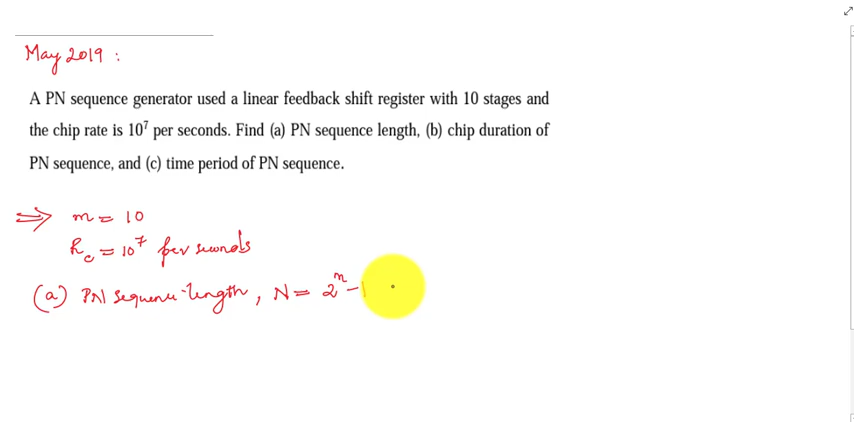 May 2019 :
A PN sequence generator used a linear feedback shift register with 10 stages and
the chip rate is 10⁷ per seconds. Find (a) PN sequence length, (b) chip duration of
PN sequence, and (c) time period of PN sequence.
⇒ m = 10
R_c = 10⁷ per seconds
(a) PN sequence length, N = 2^m - 1